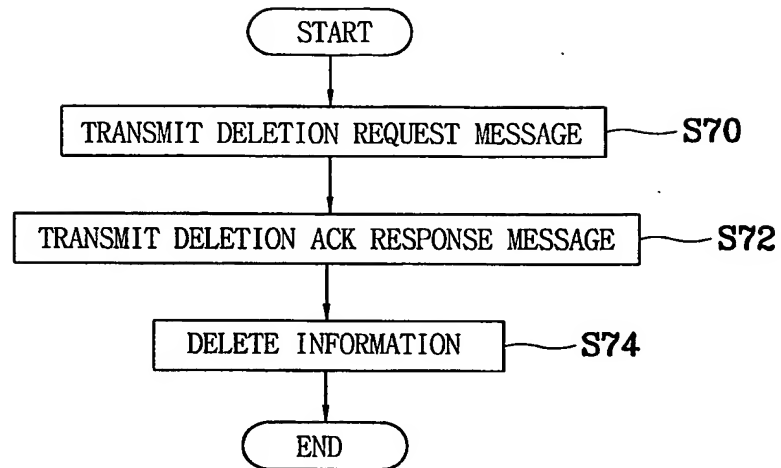 START
TRANSMIT DELETION REQUEST MESSAGE
S70
TRANSMIT DELETION ACK RESPONSE MESSAGE
S72
DELETE INFORMATION
S74
END